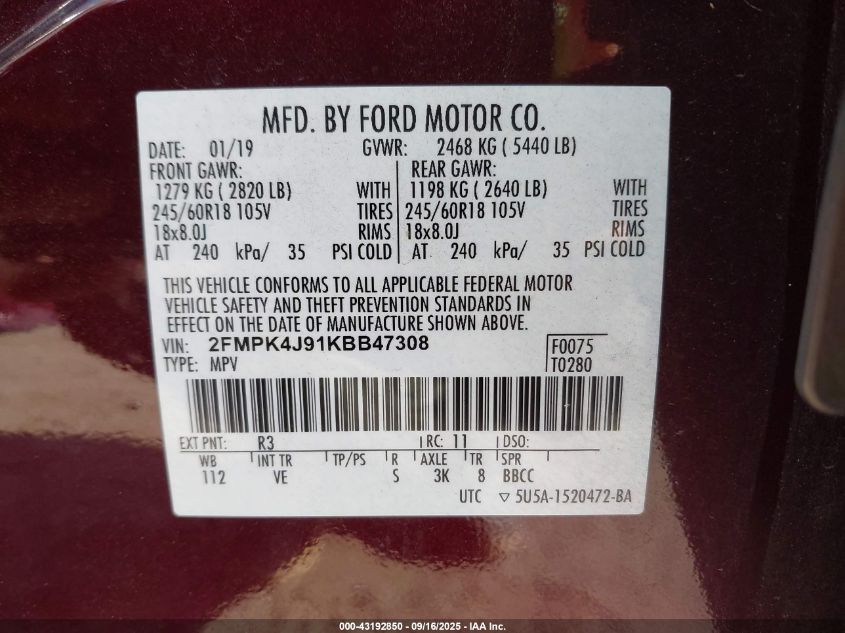 MFD. BY FORD MOTOR CO.
DATE: 01/19 GVWR: 2468 KG ( 5440 LB)
FRONT GAWR: REAR GAWR:
1279 KG ( 2820 LB) WITH 1198 KG ( 2640 LB) WITH
245/60R18 105V TIRES 245/60R18 105V TIRES
18x8.0J RIMS 18x8.0J RIMS
AT 240 kPa/ 35 PSI COLD AT 240 kPa/ 35 PSI COLD
THIS VEHICLE CONFORMS TO ALL APPLICABLE FEDERAL MOTOR
VEHICLE SAFETY AND THEFT PREVENTION STANDARDS IN
EFFECT ON THE DATE OF MANUFACTURE SHOWN ABOVE.
VIN: 2FMPK4J91KBB47308 F0075
TYPE: MPV T0280
EXT PNT: R3 RC: 11 DSO:
WB INT TR TP/PS R AXLE TR SPR
112 VE S 3K 8 BBCC
UTC ▽ 5U5A-1520472-BA
000-43192850 - 09/16/2025 - IAA Inc.